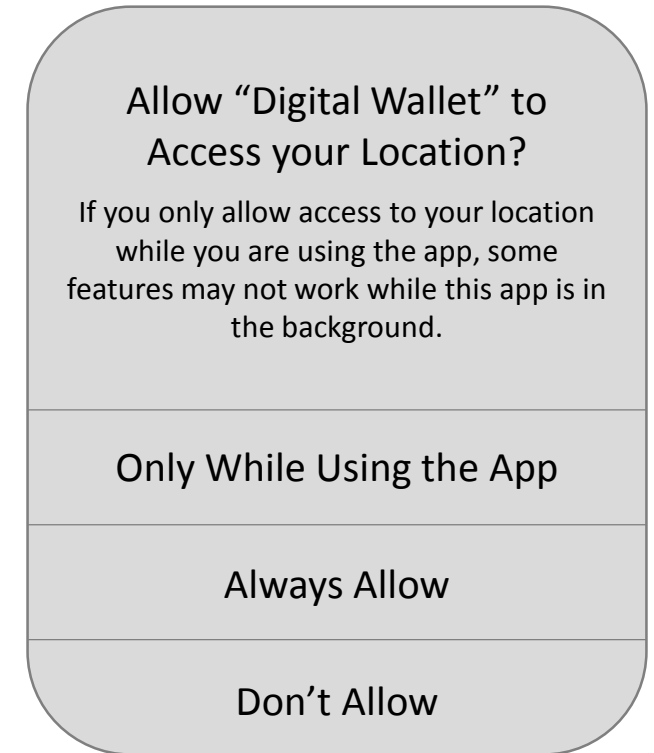 Allow “Digital Wallet” to
Access your Location?
If you only allow access to your location
while you are using the app, some
features may not work while this app is in
the background.
Only While Using the App
Always Allow
Don’t Allow